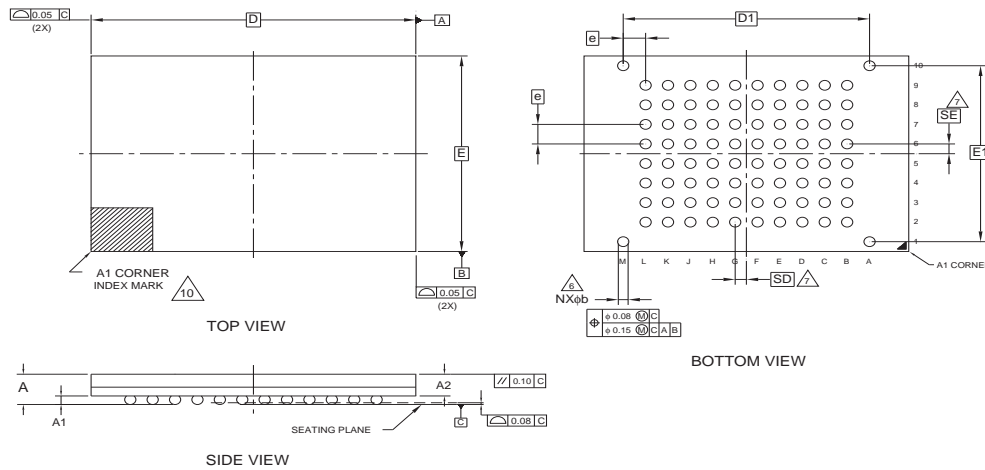 0.05 C
(2X)
D
A
E
B
A1 CORNER
INDEX MARK
10
0.05 C
(2X)
TOP VIEW
D1
e
e
10
9
8
7
6
5
4
3
2
1
7
SE
E1
M L K J H G F E D C B A
A1 CORNE
6
NXφb
SD
7
φ 0.08 M C
φ 0.15 M C A B
BOTTOM VIEW
A
A1
A2
// 0.10 C
SEATING PLANE
C
0.08 C
SIDE VIEW